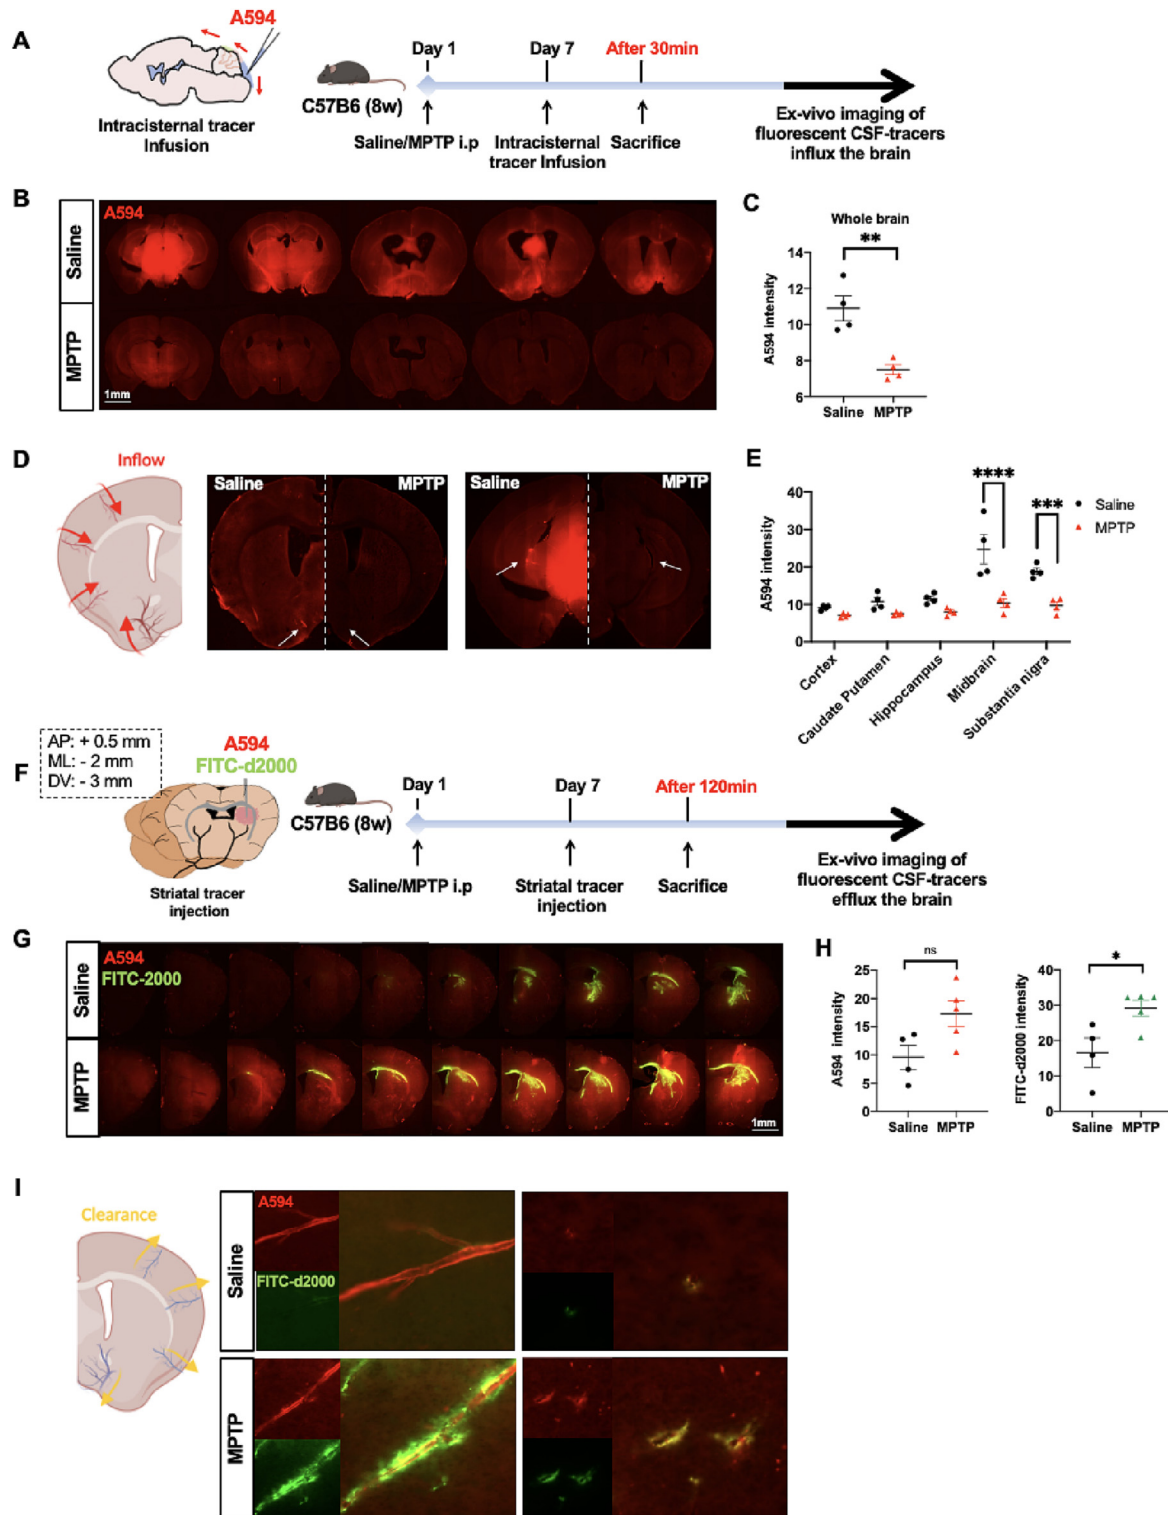 A
A594
Intracisternal tracer
Infusion
C57B6 (8w)
Day 1
Day 7
After 30min
Saline/MPTP i.p
Intracisternal
tracer Infusion
Sacrifice
Ex-vivo imaging of
fluorescent CSF-tracers
influx the brain
B
Saline
MPTP
A594
1mm
C
Whole brain
**
A594 intensity
14
12
10
8
6
Saline
MPTP
D
Inflow
Saline
MPTP
Saline
MPTP
E
****
***
Saline
MPTP
A594 intensity
40
30
20
10
0
Cortex
Caudate Putamen
Hippocampus
Midbrain
Substantia nigra
F
AP: + 0.5 mm
ML: - 2 mm
DV: - 3 mm
A594
FITC-d2000
Striatal tracer
injection
C57B6 (8w)
Day 1
Day 7
After 120min
Saline/MPTP i.p
Striatal tracer
injection
Sacrifice
Ex-vivo imaging of
fluorescent CSF-tracers
efflux the brain
G
Saline
MPTP
A594
FITC-2000
1mm
H
ns
A594 intensity
25
20
15
10
5
0
Saline
MPTP
*
FITC-d2000 intensity
40
30
20
10
0
Saline
MPTP
I
Clearance
Saline
MPTP
A594
FITC-d2000